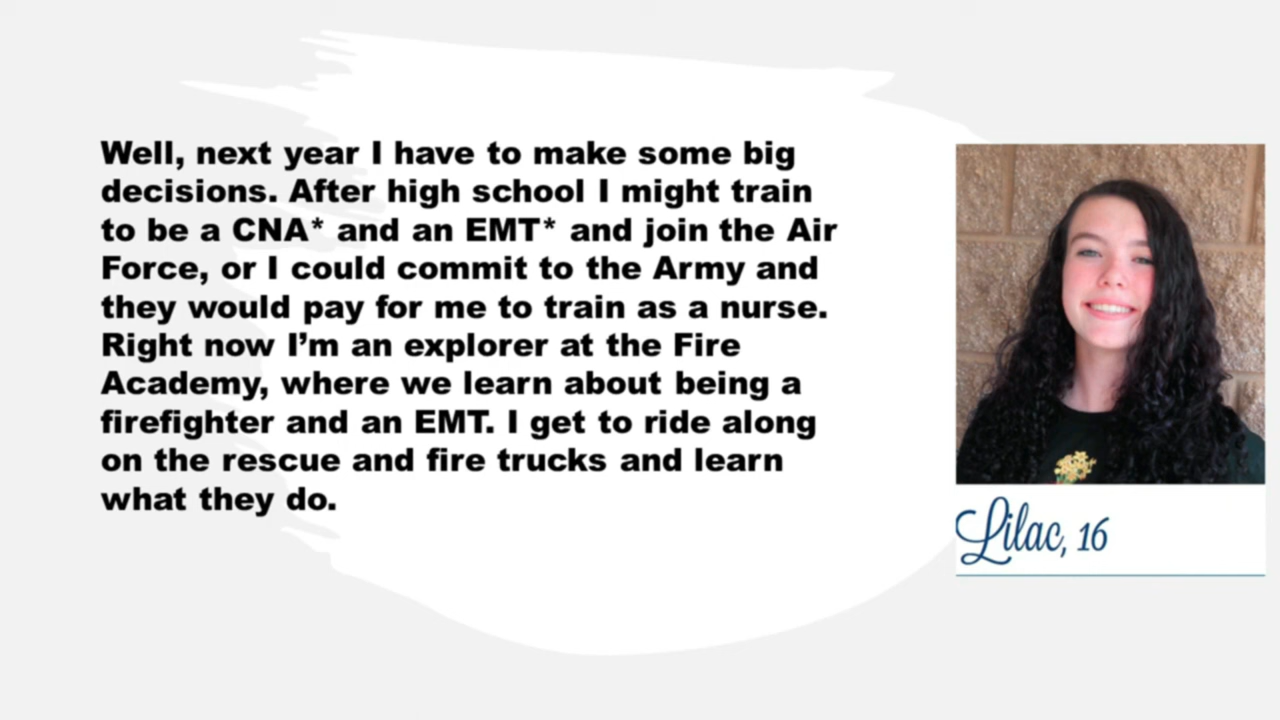 Well, next year I have to make some big
decisions. After high school I might train
to be a CNA* and an EMT* and join the Air
Force, or I could commit to the Army and
they would pay for me to train as a nurse.
Right now I’m an explorer at the Fire
Academy, where we learn about being a
firefighter and an EMT. I get to ride along
on the rescue and fire trucks and learn
what they do.
Lilac, 16